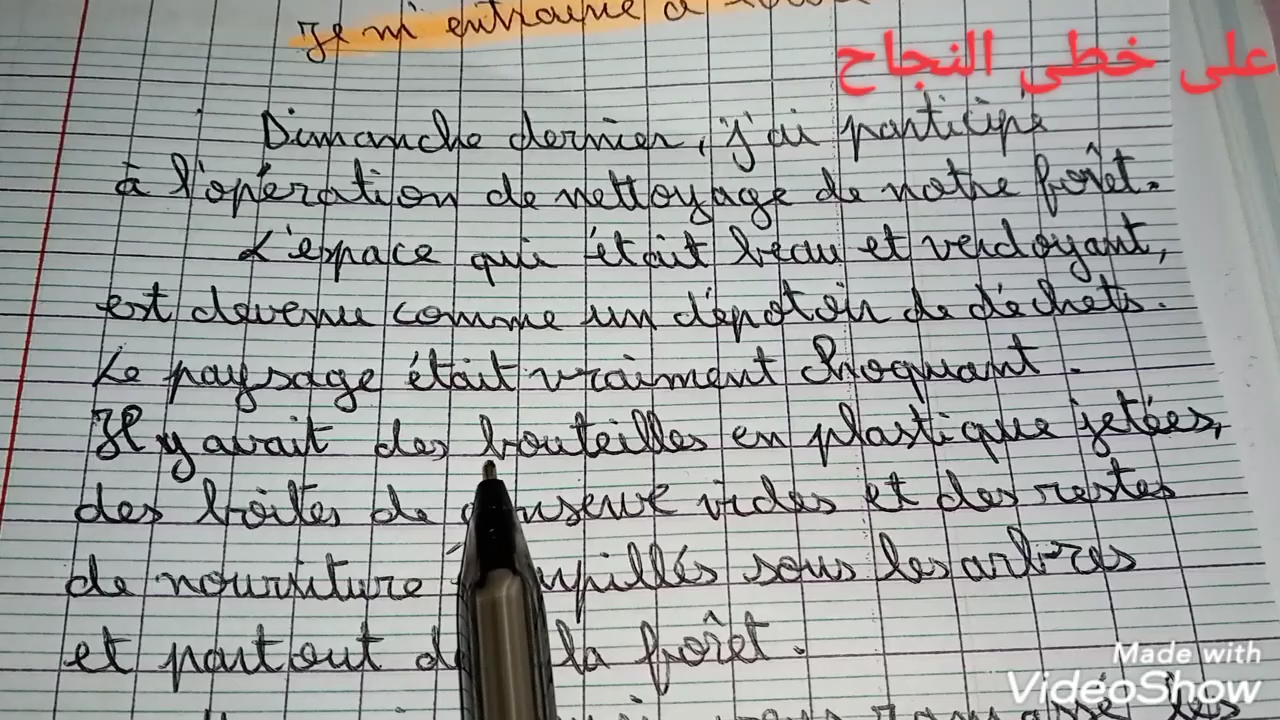 Je m'entraine à
على خطى النجاح
Dimanche dernier, j'ai participé
à l'opération de nettoyage de notre forêt.
L'espace qui était beau et verdoyant,
est devenu comme un dépotoir de déchets.
Le paysage était vraiment choquant.
Il y avait des bouteilles en plastique jetées,
des boîtes de conserve vides et des restes
de nourriture sous les arbres
et partout la forêt.
Made with
VideoShow